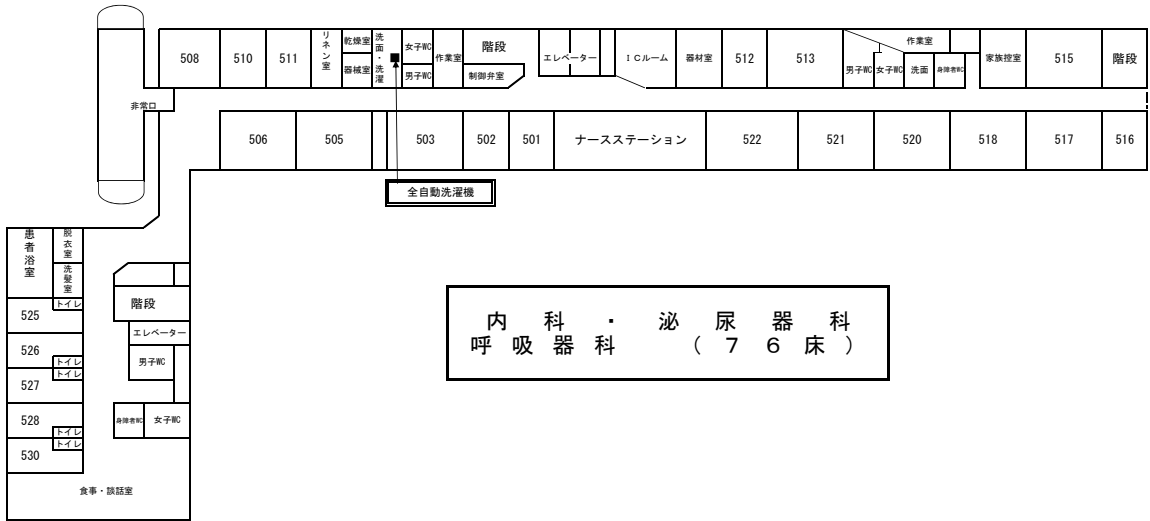 508
510
511
リネン室
乾燥室
器械室
洗面・洗濯
女子WC
男子WC
作業室
階段
制御弁室
エレベーター
ＩＣルーム
器材室
512
513
作業室
男子WC
女子WC
洗面
身障者WC
家族控室
515
階段
非常口
506
505
503
502
501
ナースステーション
522
521
520
518
517
516
全自動洗濯機
患者浴室
脱衣室
洗髪室
トイレ
525
526
トイレ
トイレ
527
528
トイレ
トイレ
530
階段
エレベーター
男子WC
身障者WC
女子WC
食事・談話室
内科・泌尿器科
呼吸器科　（７６床）